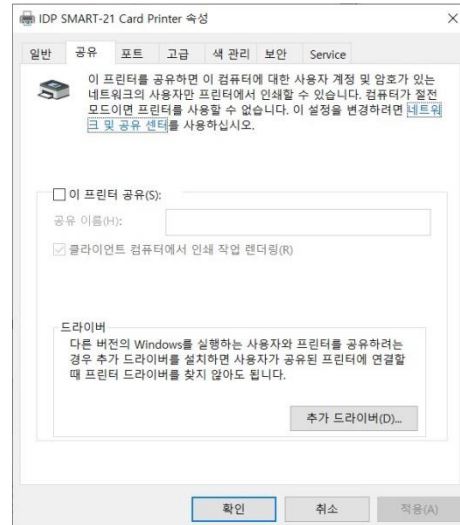 IDP SMART-21 Card Printer 속성
일반 공유 포트 고급 색 관리 보안 Service
이 프린터를 공유하면 이 컴퓨터에 대한 사용자 계정 및 암호가 있는
네트워크의 사용자만 프린터에서 인쇄할 수 있습니다. 컴퓨터가 절전
모드이면 프린터를 사용할 수 없습니다. 이 설정을 변경하려면 네트워
크 및 공유 센터를 사용하십시오.
이 프린터 공유(S):
공유 이름(H):
클라이언트 컴퓨터에서 인쇄 작업 렌더링(R)
드라이버
다른 버전의 Windows를 실행하는 사용자와 프린터를 공유하려는
경우 추가 드라이버를 설치하면 사용자가 공유된 프린터에 연결할
때 프린터 드라이버를 찾지 않아도 됩니다.
추가 드라이버(D)...
확인 취소 적용(A)